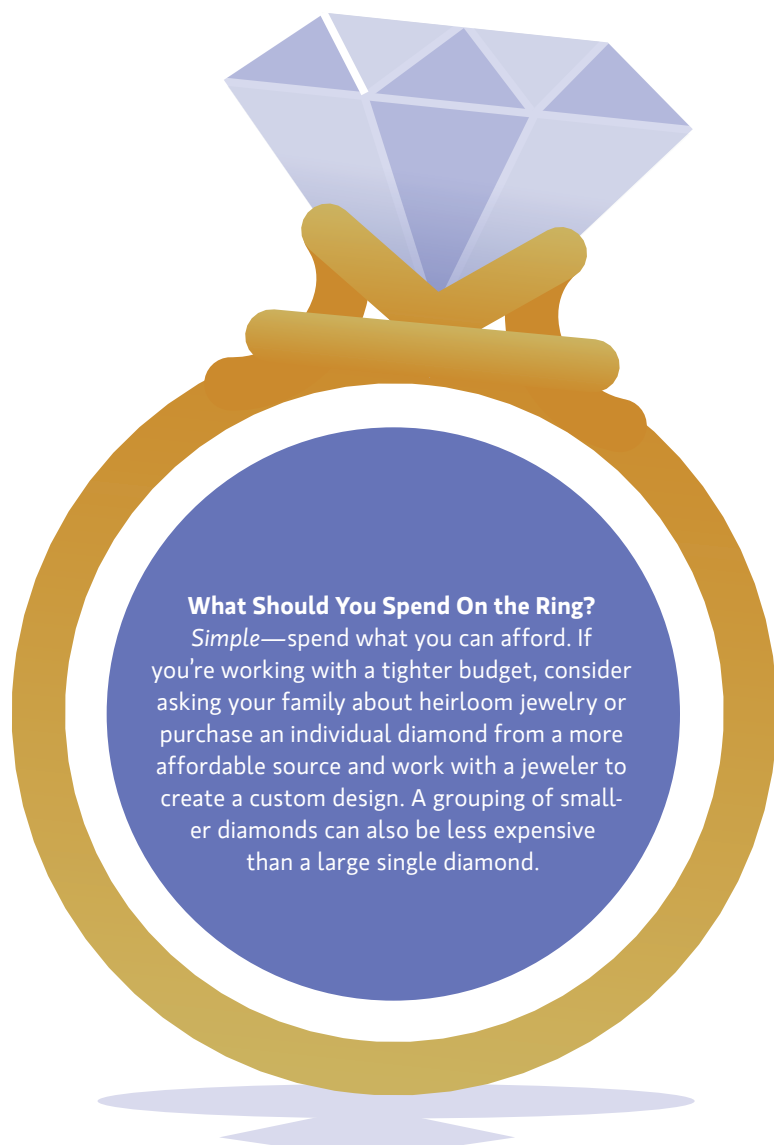 What Should You Spend On the Ring?
Simple—spend what you can afford. If
you're working with a tighter budget, consider
asking your family about heirloom jewelry or
purchase an individual diamond from a more
affordable source and work with a jeweler to
create a custom design. A grouping of small-
er diamonds can also be less expensive
than a large single diamond.